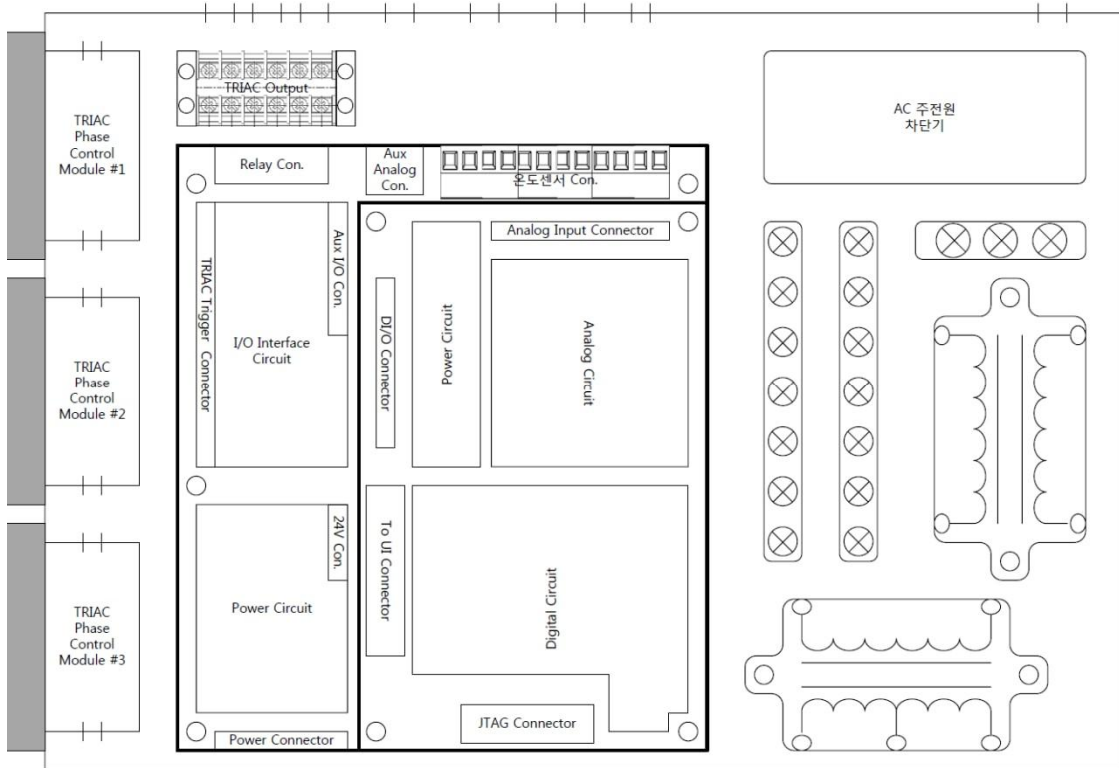 TRIAC Output
AC 주전원
차단기
TRIAC
Phase
Control
Module #1
Relay Con.
Aux
Analog
Con.
온도센서 Con.
Analog Input Connector
TRIAC Trigger Connector
Aux I/O Con.
I/O Interface
Circuit
DI/O Connector
Power Circuit
Analog Circuit
TRIAC
Phase
Control
Module #2
24V Con.
Power Circuit
To UI Connector
Digital Circuit
TRIAC
Phase
Control
Module #3
JTAG Connector
Power Connector